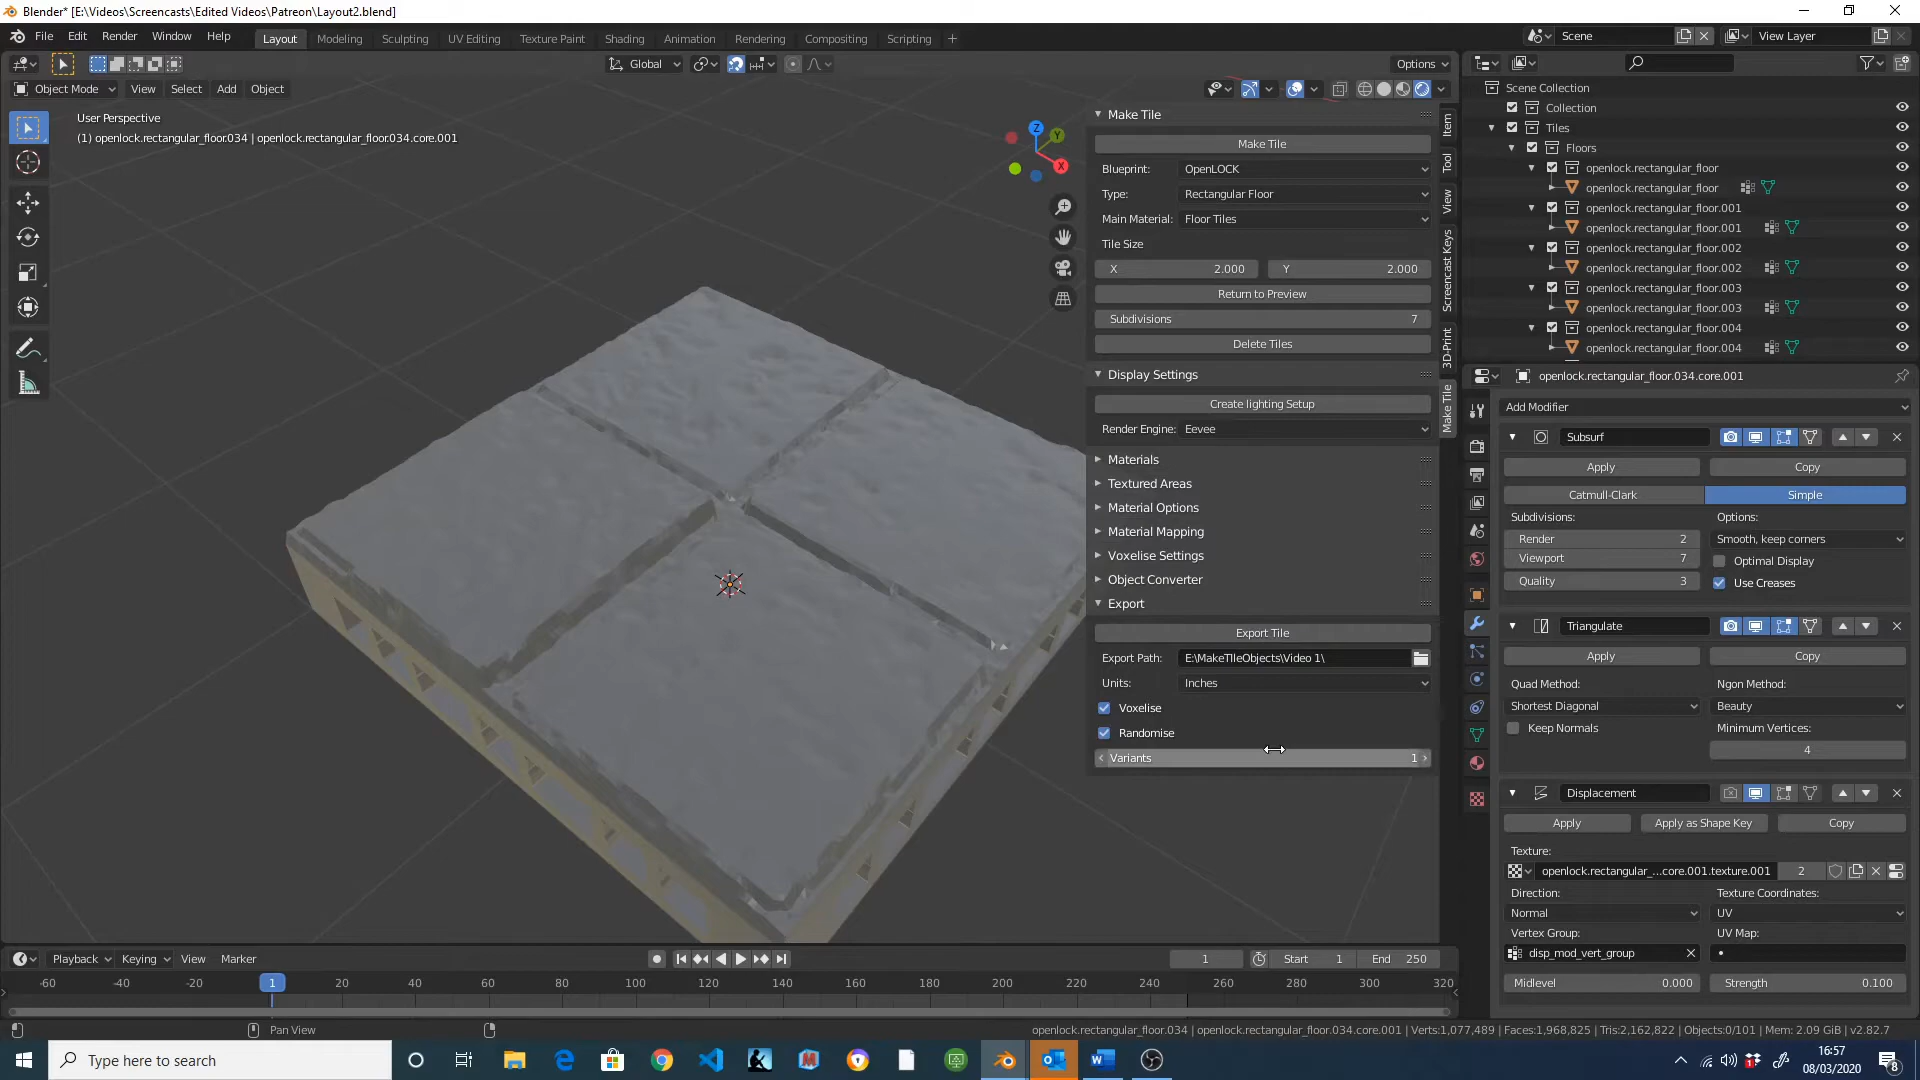 Blender* [E:\Videos\Screencasts\Edited Videos\Patreon\Layout2.blend]
File Edit Render Window Help Layout Modeling Sculpting UV Editing Texture Paint Shading Animation Rendering Compositing Scripting + Scene View Layer
Global Options
Object Mode View Select Add Object
User Perspective
(1) openlock.rectangular_floor.034 | openlock.rectangular_floor.034.core.001
Z
Y
X
Make Tile
Make Tile
Blueprint: OpenLOCK
Type: Rectangular Floor
Main Material: Floor Tiles
Tile Size
X 2.000 Y 2.000
Return to Preview
Subdivisions 7
Delete Tiles
Display Settings
Create lighting Setup
Render Engine: Eevee
Materials
Textured Areas
Material Options
Material Mapping
Voxelise Settings
Object Converter
Export
Export Tile
Export Path: E:\MakeTIleObjects\Video 1\
Units: Inches
Voxelise
Randomise
Variants 1
Item
Tool
View
Screencast Keys
3D-Print
Make Tile
Scene Collection
Collection
Tiles
Floors
openlock.rectangular_floor
openlock.rectangular_floor
openlock.rectangular_floor.001
openlock.rectangular_floor.001
openlock.rectangular_floor.002
openlock.rectangular_floor.002
openlock.rectangular_floor.003
openlock.rectangular_floor.003
openlock.rectangular_floor.004
openlock.rectangular_floor.004
openlock.rectangular_floor.034.core.001
Add Modifier
Subsurf
Apply Copy
Catmull-Clark Simple
Subdivisions: Options:
Render 2 Smooth, keep corners
Viewport 7 Optimal Display
Quality 3 Use Creases
Triangulate
Apply Copy
Quad Method: Ngon Method:
Shortest Diagonal Beauty
Keep Normals Minimum Vertices:
4
Displacement
Apply Apply as Shape Key Copy
Texture:
openlock.rectangular_...core.001.texture.001 2
Direction: Texture Coordinates:
Normal UV
Vertex Group: UV Map:
disp_mod_vert_group
Midlevel 0.000 Strength 0.100
Playback Keying View Marker 1 Start 1 End 250
-60 -40 -20 1 20 40 60 80 100 120 140 160 180 200 220 240 260 280 300 320
Pan View
openlock.rectangular_floor.034 | openlock.rectangular_floor.034.core.001 | Verts:1,077,489 | Faces:1,968,825 | Tris:2,162,822 | Objects:0/101 | Mem: 2.09 GiB | v2.82.7
Type here to search
16:57
08/03/2020
8